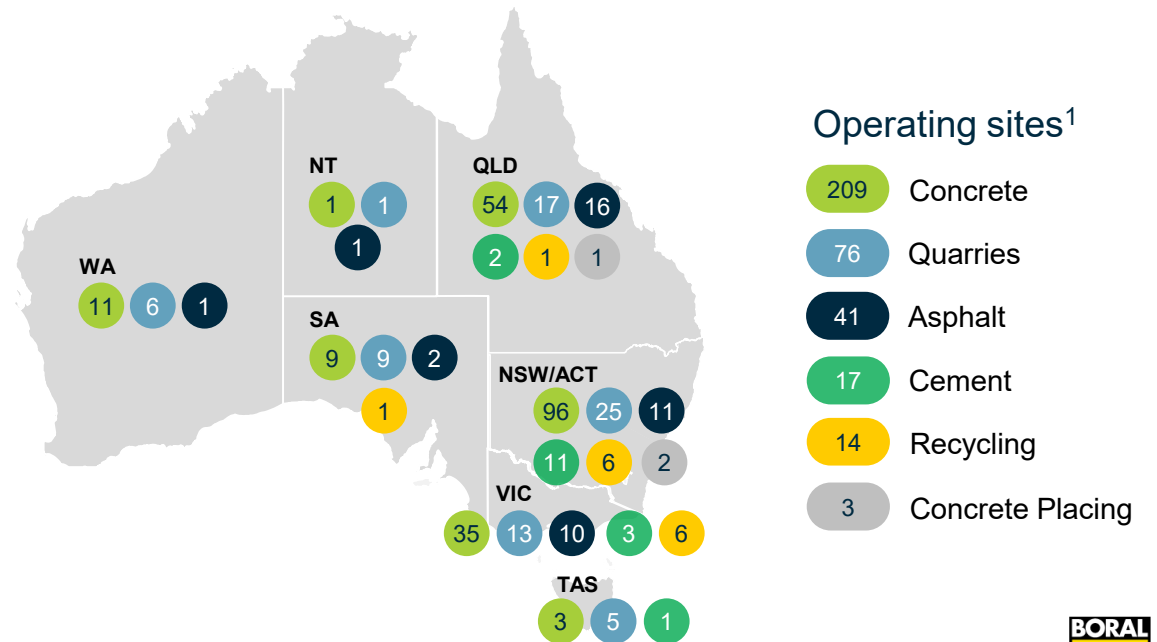 Operating sites1
209 Concrete
76 Quarries
41 Asphalt
17 Cement
14 Recycling
3 Concrete Placing
NT
1 1
1
QLD
54 17 16
2 1 1
WA
11 6 1
SA
9 9 2
1
NSW/ACT
96 25 11
11 6 2
VIC
35 13 10 3 6
TAS
3 5 1
BORAL